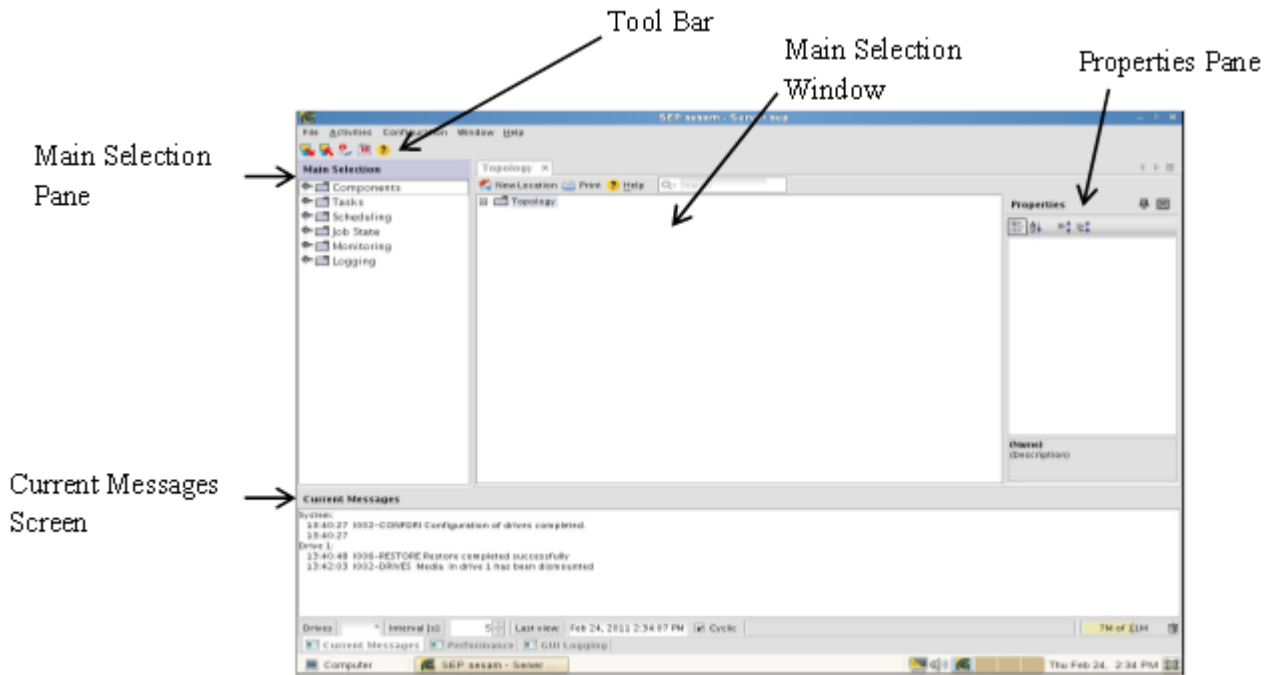 Tool Bar
Main Selection
Window
Properties Pane
Main Selection
Pane
Current Messages
Screen
SEP sesam - Server sep
File Activities Configuration Window Help
Main Selection
Components
Tasks
Scheduling
Job State
Monitoring
Logging
Topology
New Location Print Help
Topology
Properties
(Name)
(Description)
Current Messages
System:
13:40:27 I002-CONFDRI Configuration of drives completed.
13:40:27
Drive 1:
13:40:48 I006-RESTORE Restore completed successfully
13:42:03 I002-DRIVES Media in drive 1 has been dismounted
Drives * Interval [s]: 5 Last view: Feb 24, 2011 2:34:07 PM Cyclic 7M of 11M
Current Messages Performance GUI Logging
Computer SEP sesam - Server ... Thu Feb 24, 2:34 PM